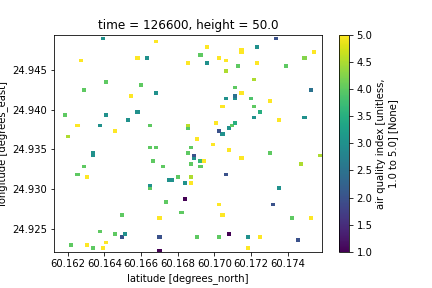 time = 126600, height = 50.0
longitude [degrees_east]
24.945
24.940
24.935
24.930
24.925
60.162 60.164 60.166 60.168 60.170 60.172 60.174
latitude [degrees_north]
5.0
4.5
4.0
3.5
3.0
2.5
2.0
1.5
1.0
air quality index [unitless,
1.0 to 5.0] [None]